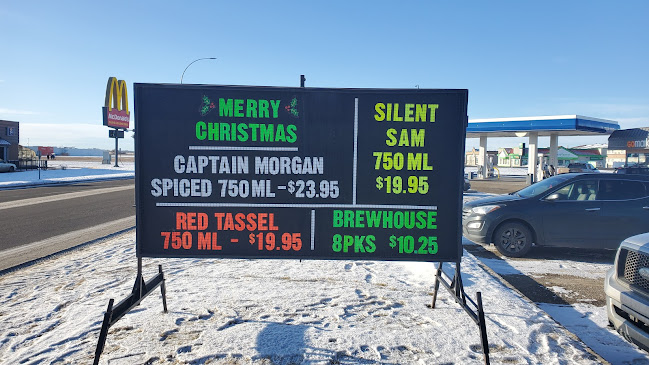 MERRY
CHRISTMAS
CAPTAIN MORGAN
SPICED 750 ML - $23.95
SILENT
SAM
750 ML
$19.95
RED TASSEL
750 ML - $19.95
BREWHOUSE
8PKS $10.25
McDonald's